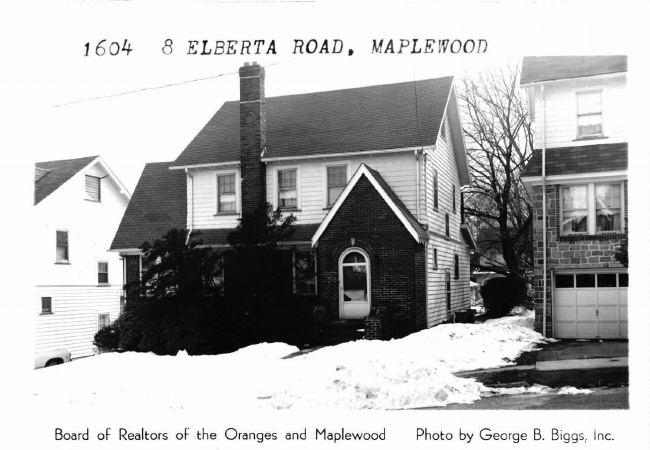 1604 8 ELBERTA ROAD, MAPLEWOOD
Board of Realtors of the Oranges and Maplewood Photo by George B. Biggs, Inc.